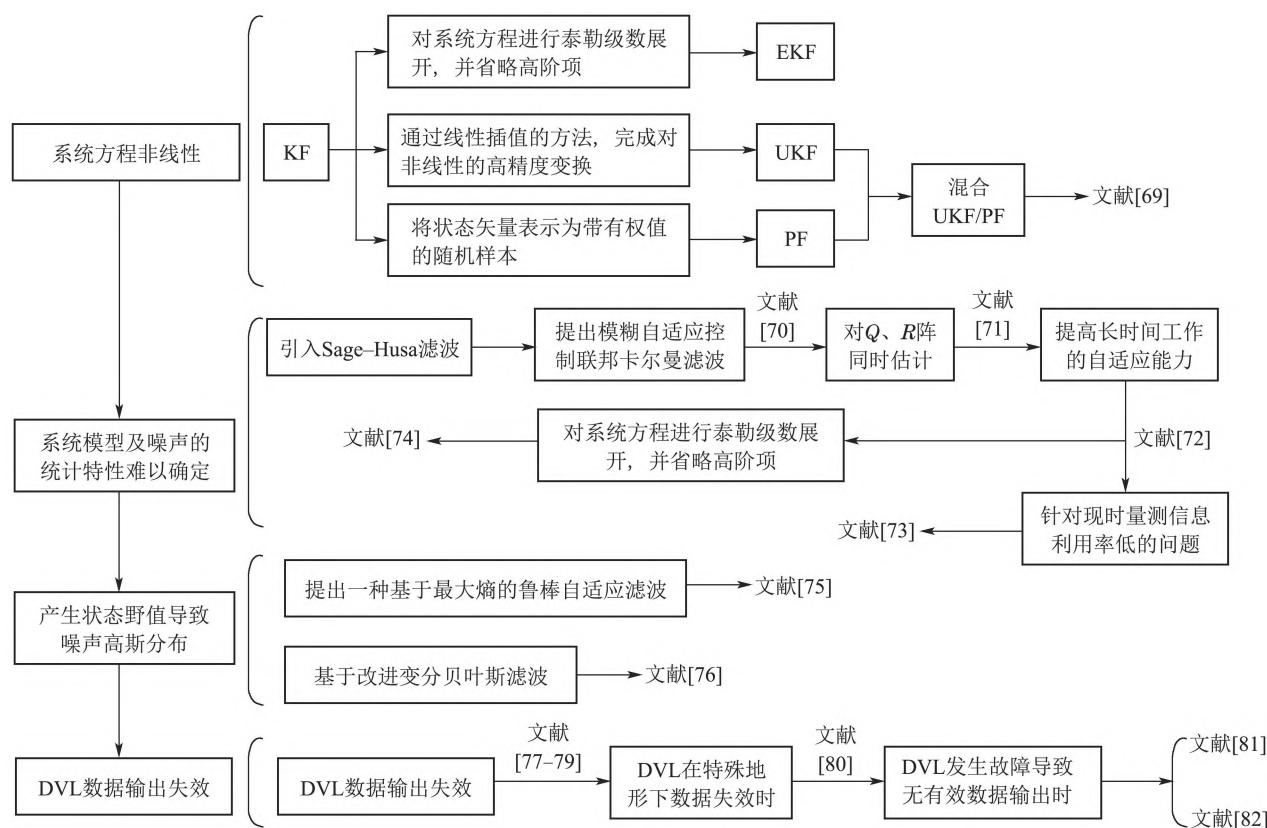 对系统方程进行泰勒级数展
开，并省略高阶项
EKF
系统方程非线性
KF
通过线性插值的方法，完成对
非线性的高精度变换
UKF
混合
UKF/PF
文献[69]
将状态矢量表示为带有权值
的随机样本
PF
引入Sage–Husa滤波
提出模糊自适应控
制联邦卡尔曼滤波
文献
[70]
对Q、R阵
同时估计
文献
[71]
提高长时间工作
的自适应能力
系统模型及噪声的
统计特性难以确定
文献[74]
对系统方程进行泰勒级数展
开，并省略高阶项
文献[72]
文献[73]
针对现时量测信息
利用率低的问题
产生状态野值导致
噪声高斯分布
提出一种基于最大熵的鲁棒自适应滤波
文献[75]
基于改进变分贝叶斯滤波
文献[76]
DVL数据输出失效
DVL数据输出失效
文献
[77–79]
DVL在特殊地
形下数据失效时
文献
[80]
DVL发生故障导致
无有效数据输出时
文献[81]
文献[82]